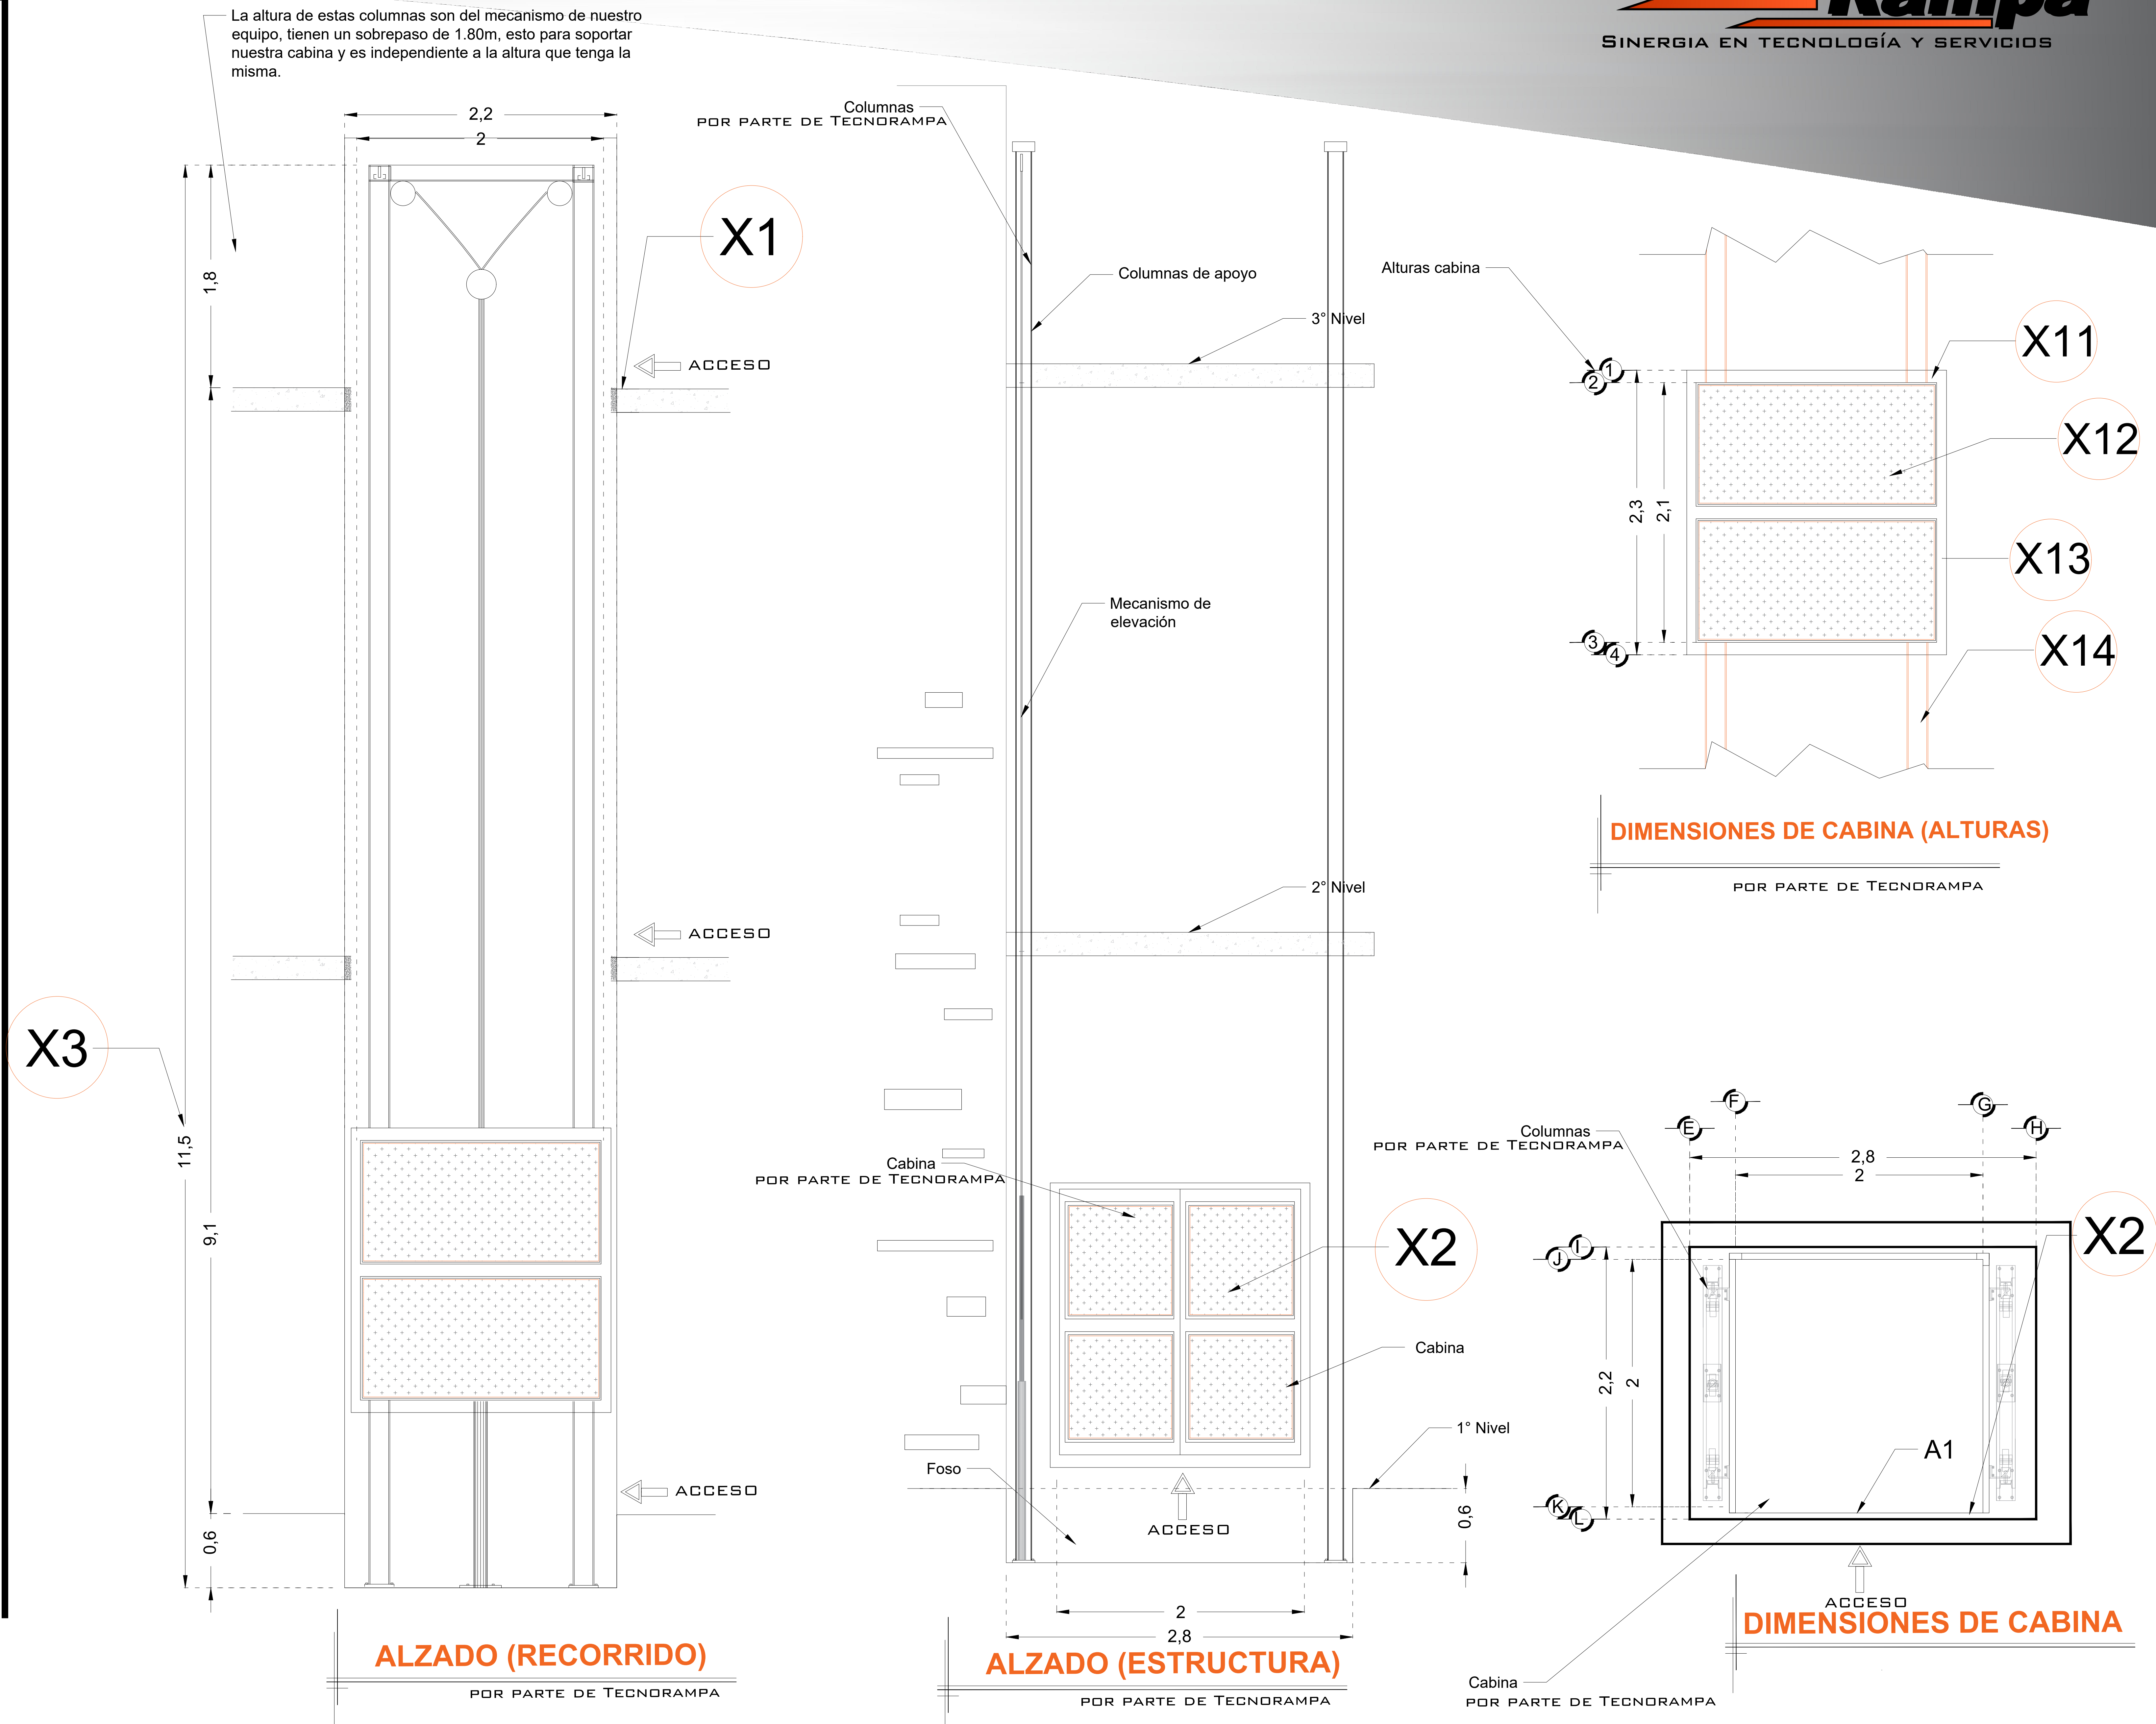 La altura de estas columnas son del mecanismo de nuestro
equipo, tienen un sobrepaso de 1.80m, esto para soportar
nuestra cabina y es independiente a la altura que tenga la
misma.
Rampa
SINERGIA EN TECNOLOGÍA Y SERVICIOS
2,2
2
1,8
X1
ACCESO
ACCESO
X3
11,5
9,1
ACCESO
0,6
ALZADO (RECORRIDO)
POR PARTE DE TECNORAMPA
Columnas
POR PARTE DE TECNORAMPA
Columnas de apoyo
3° Nivel
Mecanismo de
elevación
2° Nivel
Cabina
POR PARTE DE TECNORAMPA
X2
Cabina
1° Nivel
Foso
ACCESO
0,6
2
2,8
ALZADO (ESTRUCTURA)
POR PARTE DE TECNORAMPA
Alturas cabina
1
2
X11
X12
2,3
2,1
X13
3
4
X14
DIMENSIONES DE CABINA (ALTURAS)
POR PARTE DE TECNORAMPA
F
G
E
H
Columnas
POR PARTE DE TECNORAMPA
2,8
2
X2
I
J
2,2
2
A1
K
L
ACCESO
DIMENSIONES DE CABINA
Cabina
POR PARTE DE TECNORAMPA